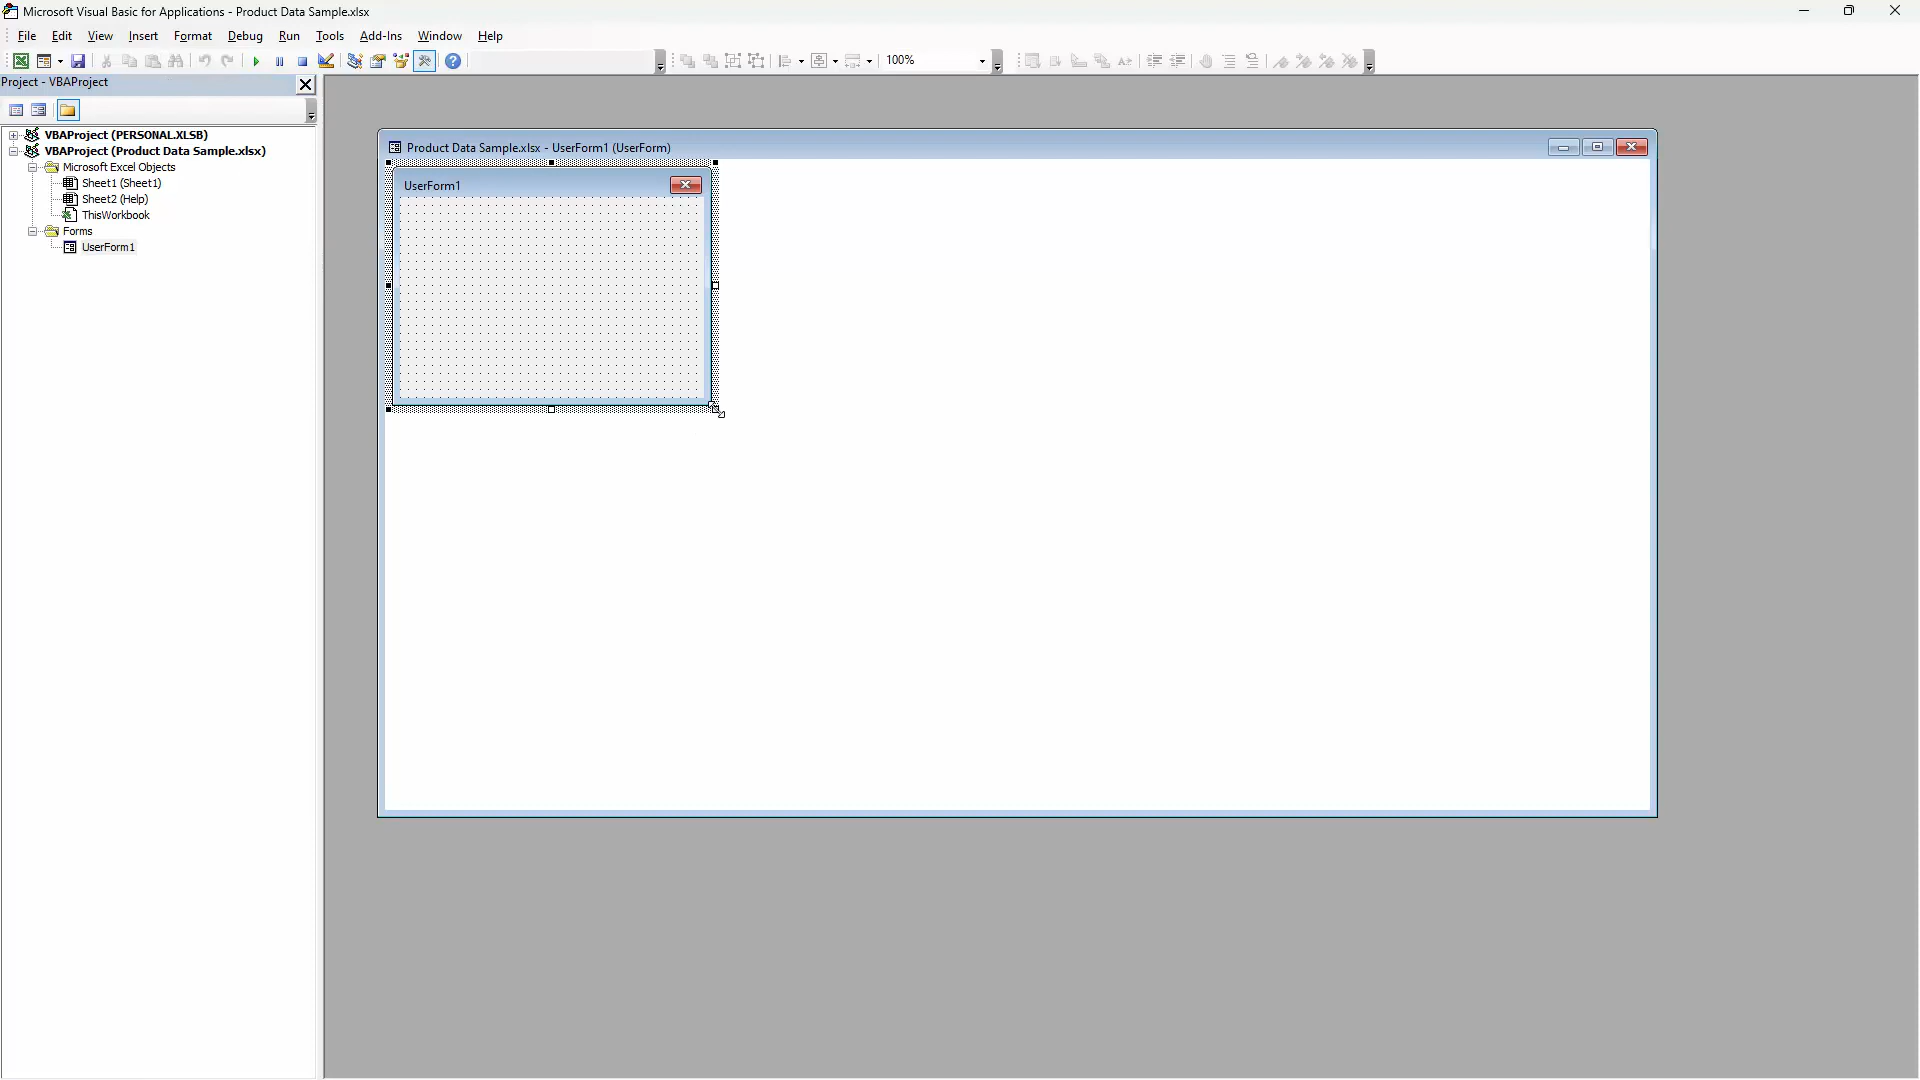 Microsoft Visual Basic for Applications - Product Data Sample.xlsx
File Edit View Insert Format Debug Run Tools Add-Ins Window Help
100%
Project - VBAProject
VBAProject (PERSONAL.XLSB)
VBAProject (Product Data Sample.xlsx)
Microsoft Excel Objects
Sheet1 (Sheet1)
Sheet2 (Help)
ThisWorkbook
Forms
UserForm1
Product Data Sample.xlsx - UserForm1 (UserForm)
UserForm1